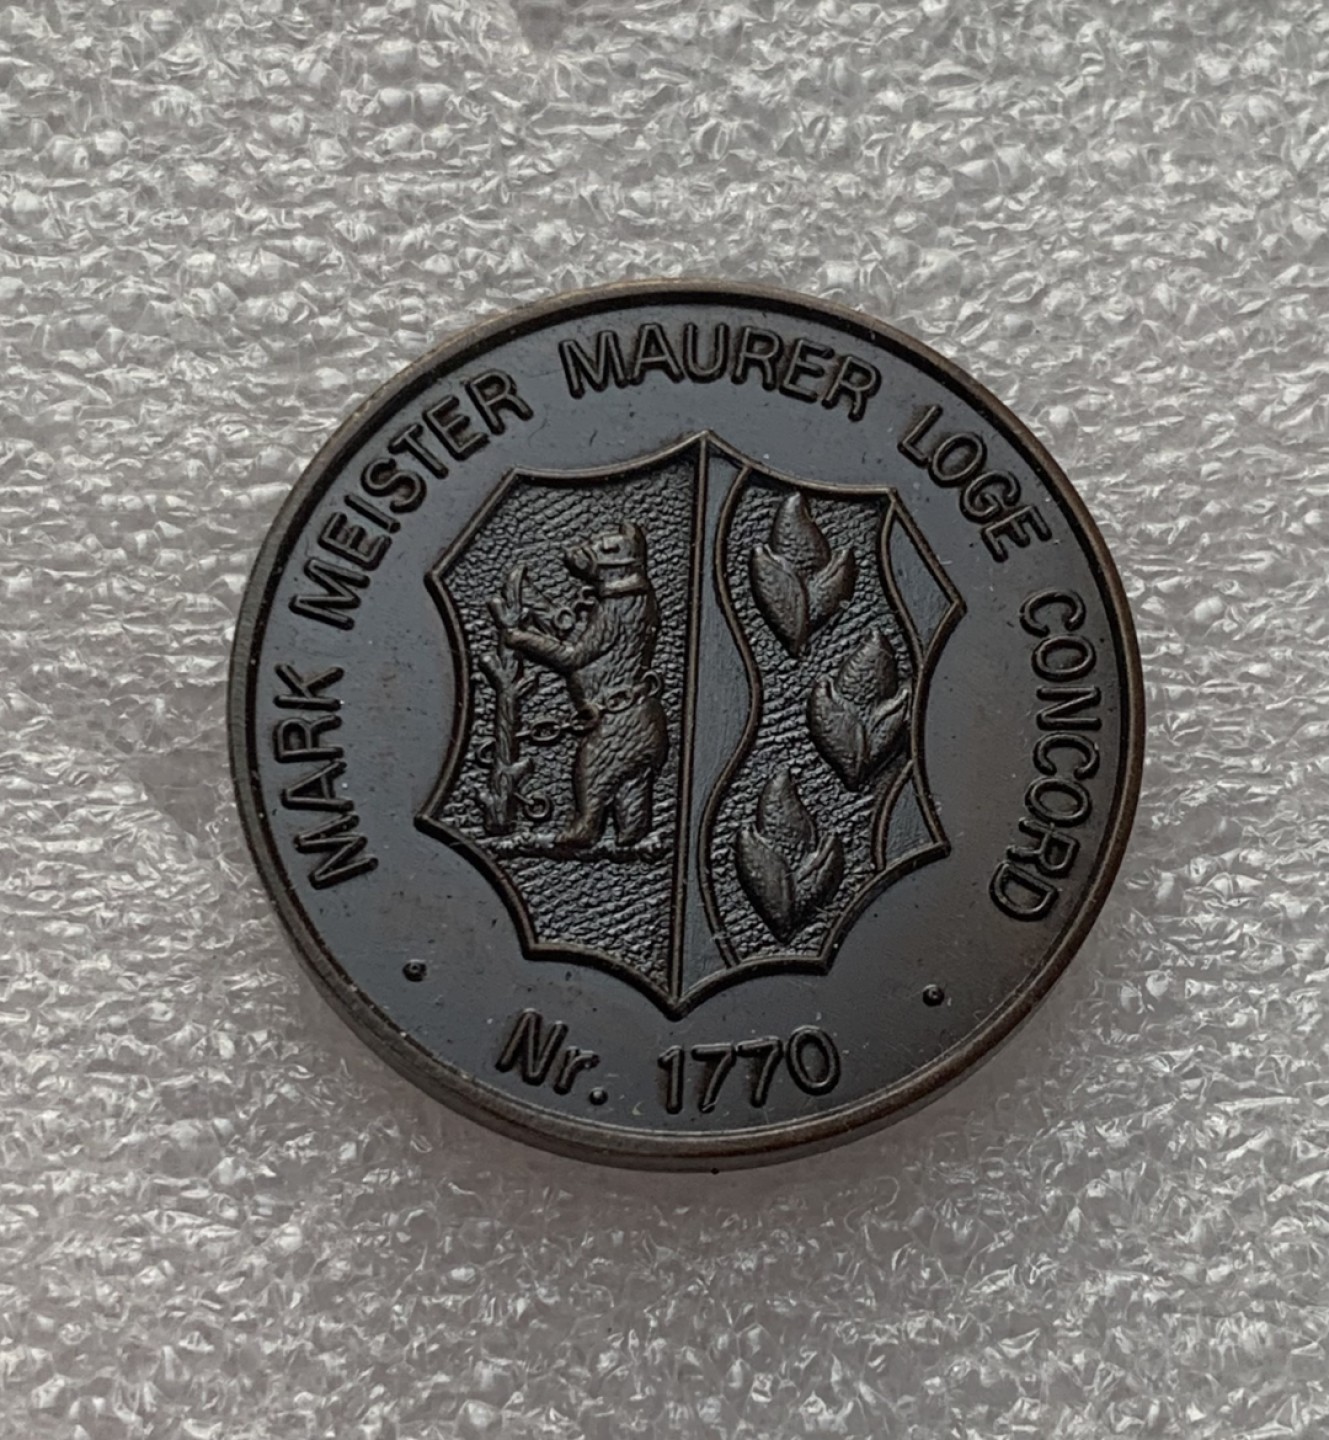 MARK MEISTER MAURER LOGE CONCORD
Nr. 1770